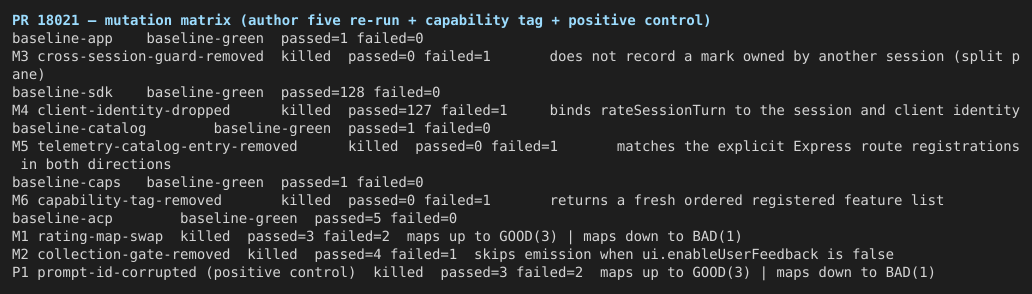 PR 18021 — mutation matrix (author five re-run + capability tag + positive control)
baseline-app    baseline-green  passed=1 failed=0
M3 cross-session-guard-removed  killed  passed=0 failed=1       does not record a mark owned by another session (split p
ane)
baseline-sdk    baseline-green  passed=128 failed=0
M4 client-identity-dropped      killed  passed=127 failed=1     binds rateSessionTurn to the session and client identity
baseline-catalog        baseline-green  passed=1 failed=0
M5 telemetry-catalog-entry-removed      killed  passed=0 failed=1       matches the explicit Express route registrations
 in both directions
baseline-caps   baseline-green  passed=1 failed=0
M6 capability-tag-removed       killed  passed=0 failed=1       returns a fresh ordered registered feature list
baseline-acp        baseline-green  passed=5 failed=0
M1 rating-map-swap  killed  passed=3 failed=2  maps up to GOOD(3) | maps down to BAD(1)
M2 collection-gate-removed  killed  passed=4 failed=1  skips emission when ui.enableUserFeedback is false
P1 prompt-id-corrupted (positive control)  killed  passed=3 failed=2  maps up to GOOD(3) | maps down to BAD(1)